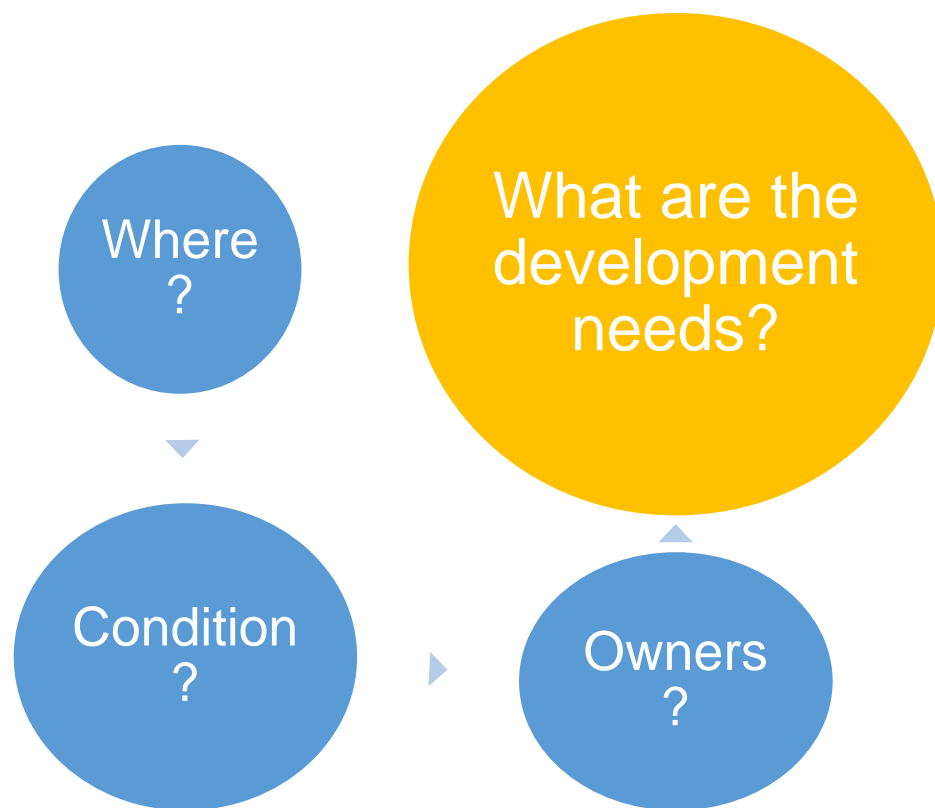 Where
?
Condition
?
Owners
?
What are the
development
needs?